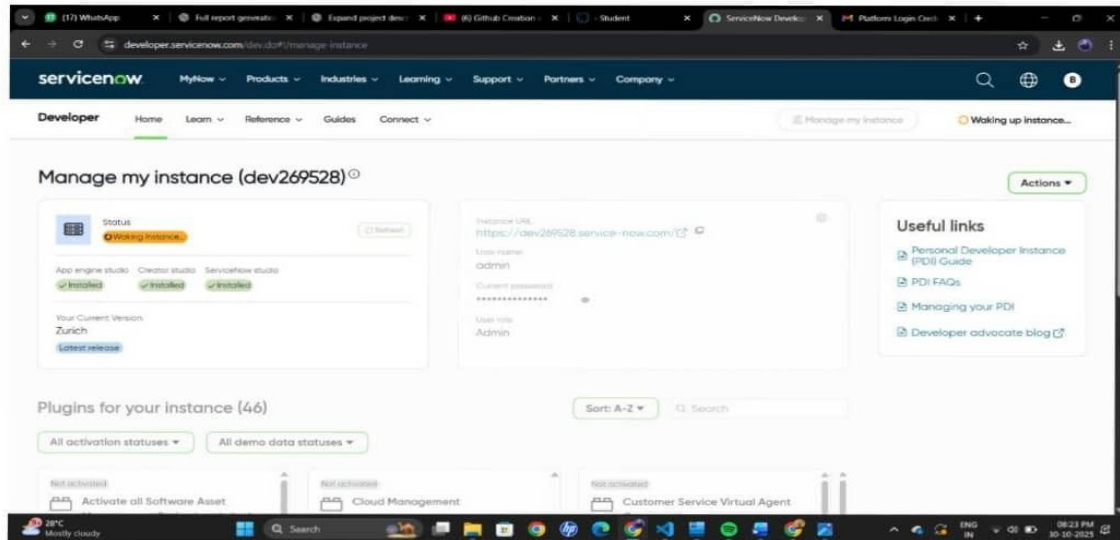 (17) WhatsApp
Full report generatio
Expand project desc
(6) Github Creation
- Student
ServiceNow Develo
Platform Login Cred
developer.servicenow.com/dev.do#!/manage-instance
servicenow
MyNow
Products
Industries
Learning
Support
Partners
Company
B
Developer
Home
Learn
Reference
Guides
Connect
Manage my instance
Waking up instance...
Manage my instance (dev269528)
Actions
Status
Waking Instance...
Refresh
App engine studio Creator studio ServiceNow studio
Installed Installed Installed
Your Current Version
Zurich
Latest release
Instance URL
https://dev269528.service-now.com/
User name
admin
Current password
User role
Admin
Useful links
Personal Developer Instance
(PDI) Guide
PDI FAQs
Managing your PDI
Developer advocate blog
Plugins for your instance (46)
Sort: A-Z
Search
All activation statuses
All demo data statuses
Not activated
Activate all Software Asset
Not activated
Cloud Management
Not activated
Customer Service Virtual Agent
28°C
Mostly cloudy
Search
ENG
IN
08:23 PM
30-10-2025